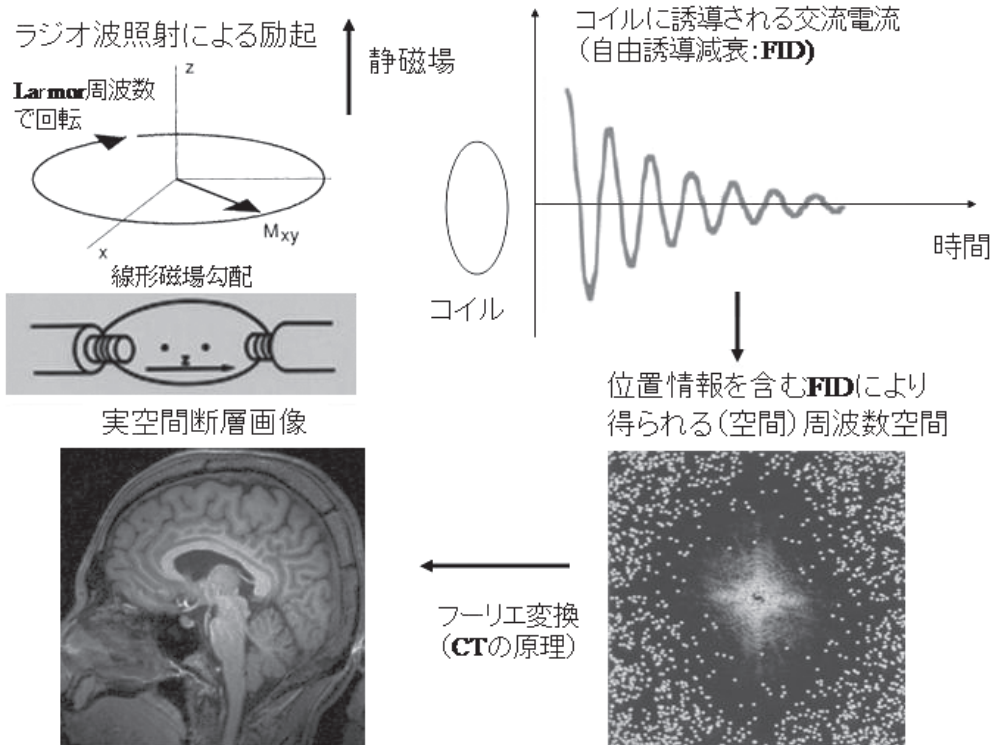 ラジオ波照射による励起
静磁場
z
Larmor周波数
で回転
Mxy
x
線形磁場勾配
z
コイルに誘導される交流電流
(自由誘導減衰:FID)
コイル
時間
位置情報を含むFIDにより
得られる(空間)周波数空間
実空間断層画像
フーリエ変換
(CTの原理)